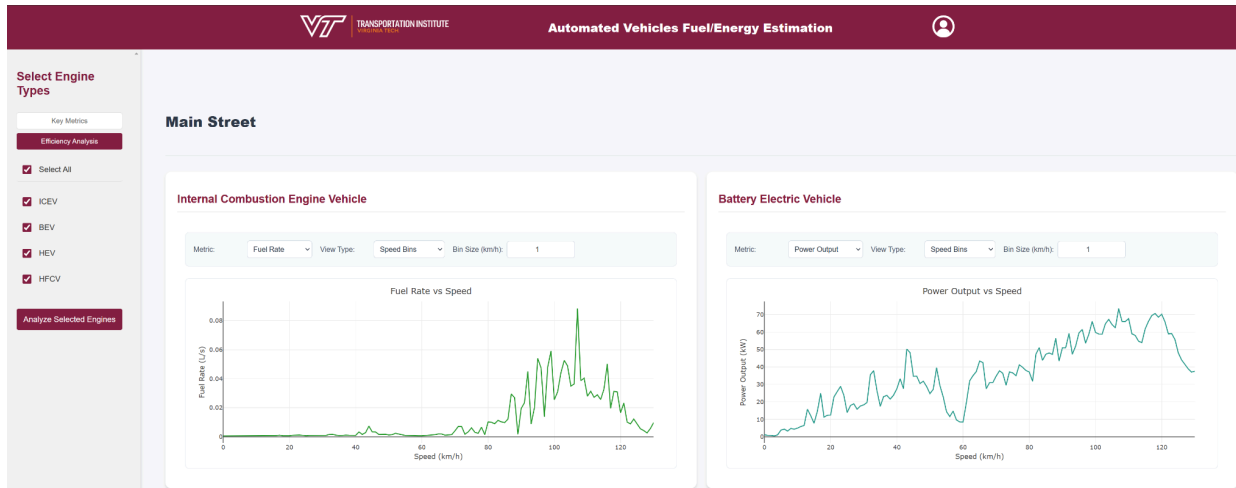 VT TRANSPORTATION INSTITUTE
VIRGINIA TECH
Automated Vehicles Fuel/Energy Estimation
Select Engine
Types
Key Metrics
Efficiency Analysis
Select All
ICEV
BEV
HEV
HFCV
Analyze Selected Engines
Main Street
Internal Combustion Engine Vehicle
Metric: Fuel Rate View Type: Speed Bins Bin Size (km/h): 1
Fuel Rate vs Speed
Fuel Rate (L/s)
0.08
0.06
0.04
0.02
0
0 20 40 60 80 100 120
Speed (km/h)
Battery Electric Vehicle
Metric: Power Output View Type: Speed Bins Bin Size (km/h): 1
Power Output vs Speed
Power Output (kW)
70
60
50
40
30
20
10
0
0 20 40 60 80 100 120
Speed (km/h)